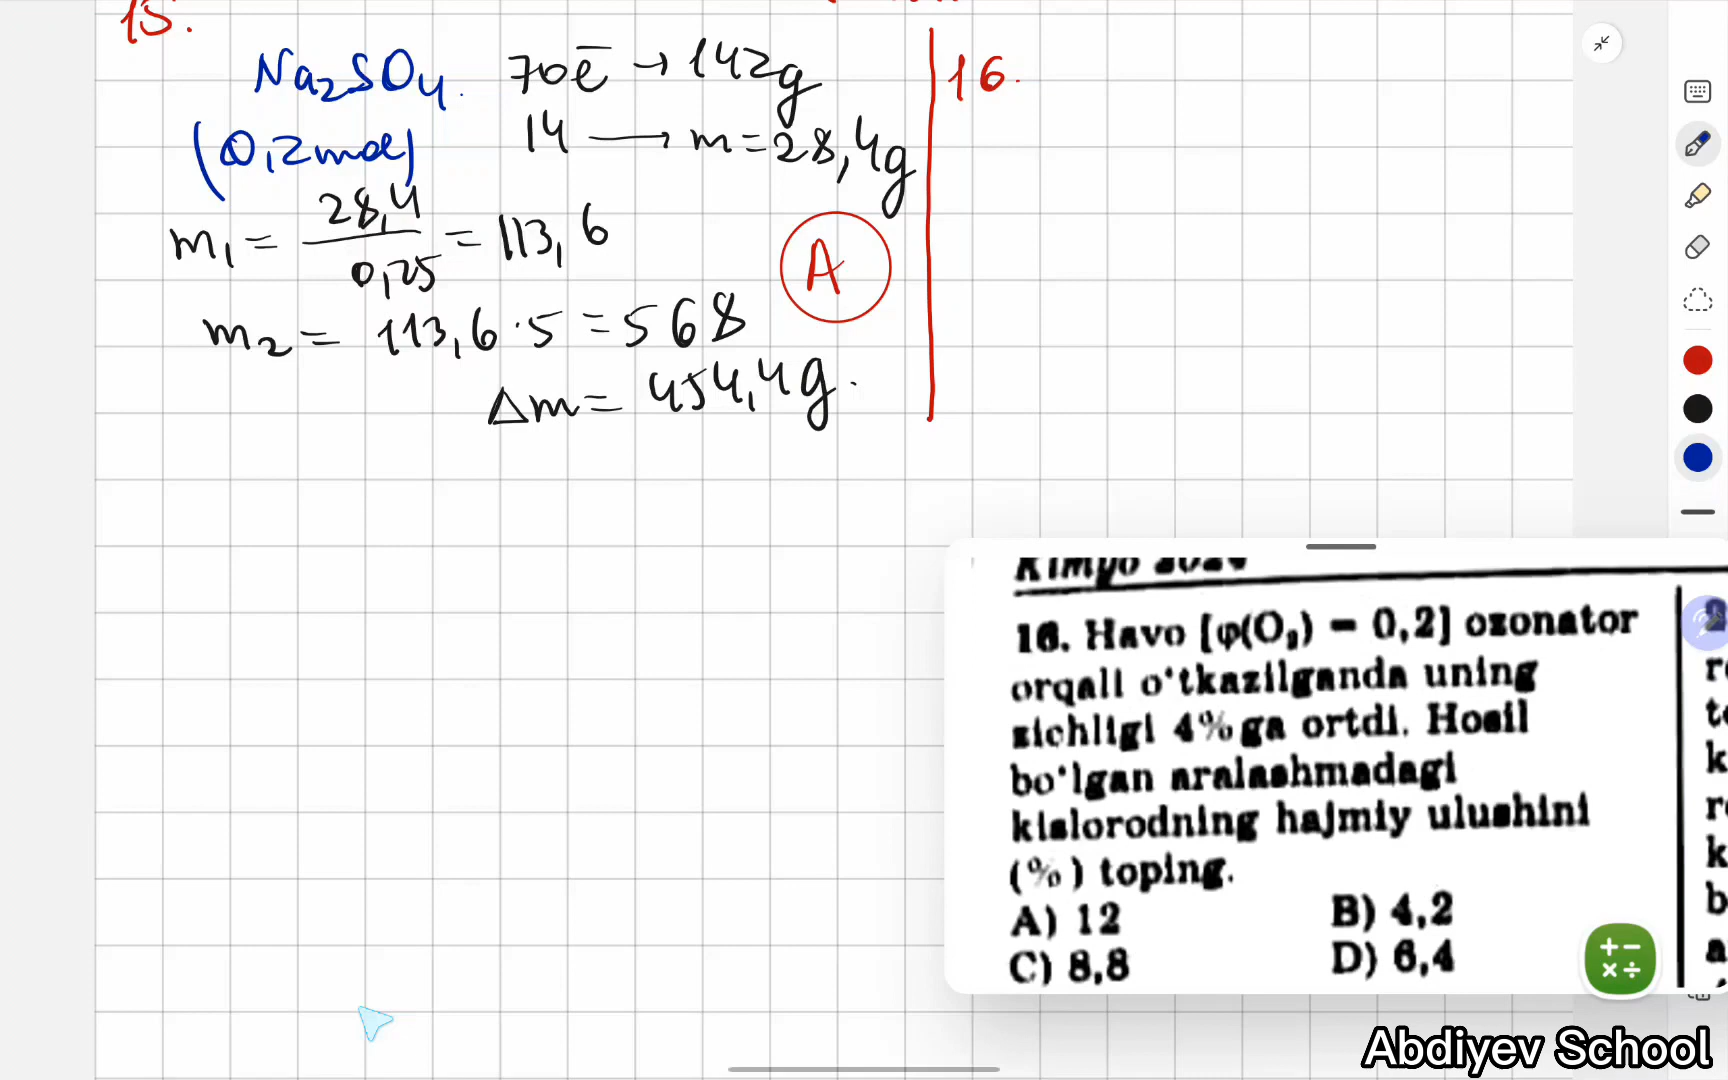 15.
Na₂SO₄. 70ē → 142g
(0,2mol) 14 → m = 28,4g
m₁ = 28,4 / 0,25 = 113,6
A
m₂ = 113,6 · 5 = 568
Δm = 454,4g.
16.
Kimyo 2024
16. Havo [φ(O₂) = 0,2] ozonator
orqali o‘tkazilganda uning
zichligi 4% ga ortdi. Hosil
bo‘lgan aralashmadagi
kislorodning hajmiy ulushini
(%) toping.
A) 12 B) 4,2
C) 8,8 D) 6,4
Abdiyev School